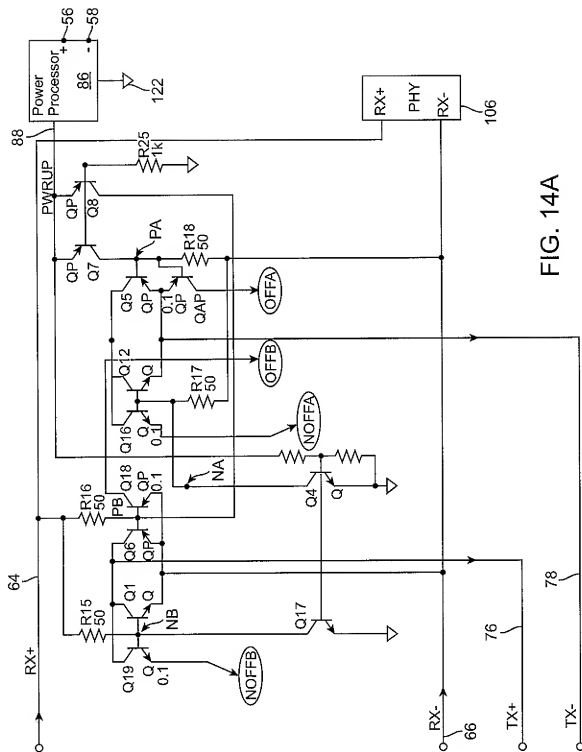 56
58
Power
Processor
+
-
86
122
88
PWRUP
RX+
PHY
RX-
106
R25
1k
QP
Q8
QP
Q7
PA
R18
50
Q5
QP
0.1
QP
QAP
OFFA
OFFB
Q12
Q
Q16
Q
0.1
R17
50
NOFFA
NA
Q18
QP
0.1
PB
R16
50
Q6
QP
Q4
Q
64
RX+
R15
50
Q1
Q
NB
Q19
Q
0.1
NOFFB
Q17
RX-
66
TX+
76
TX-
78
FIG. 14A